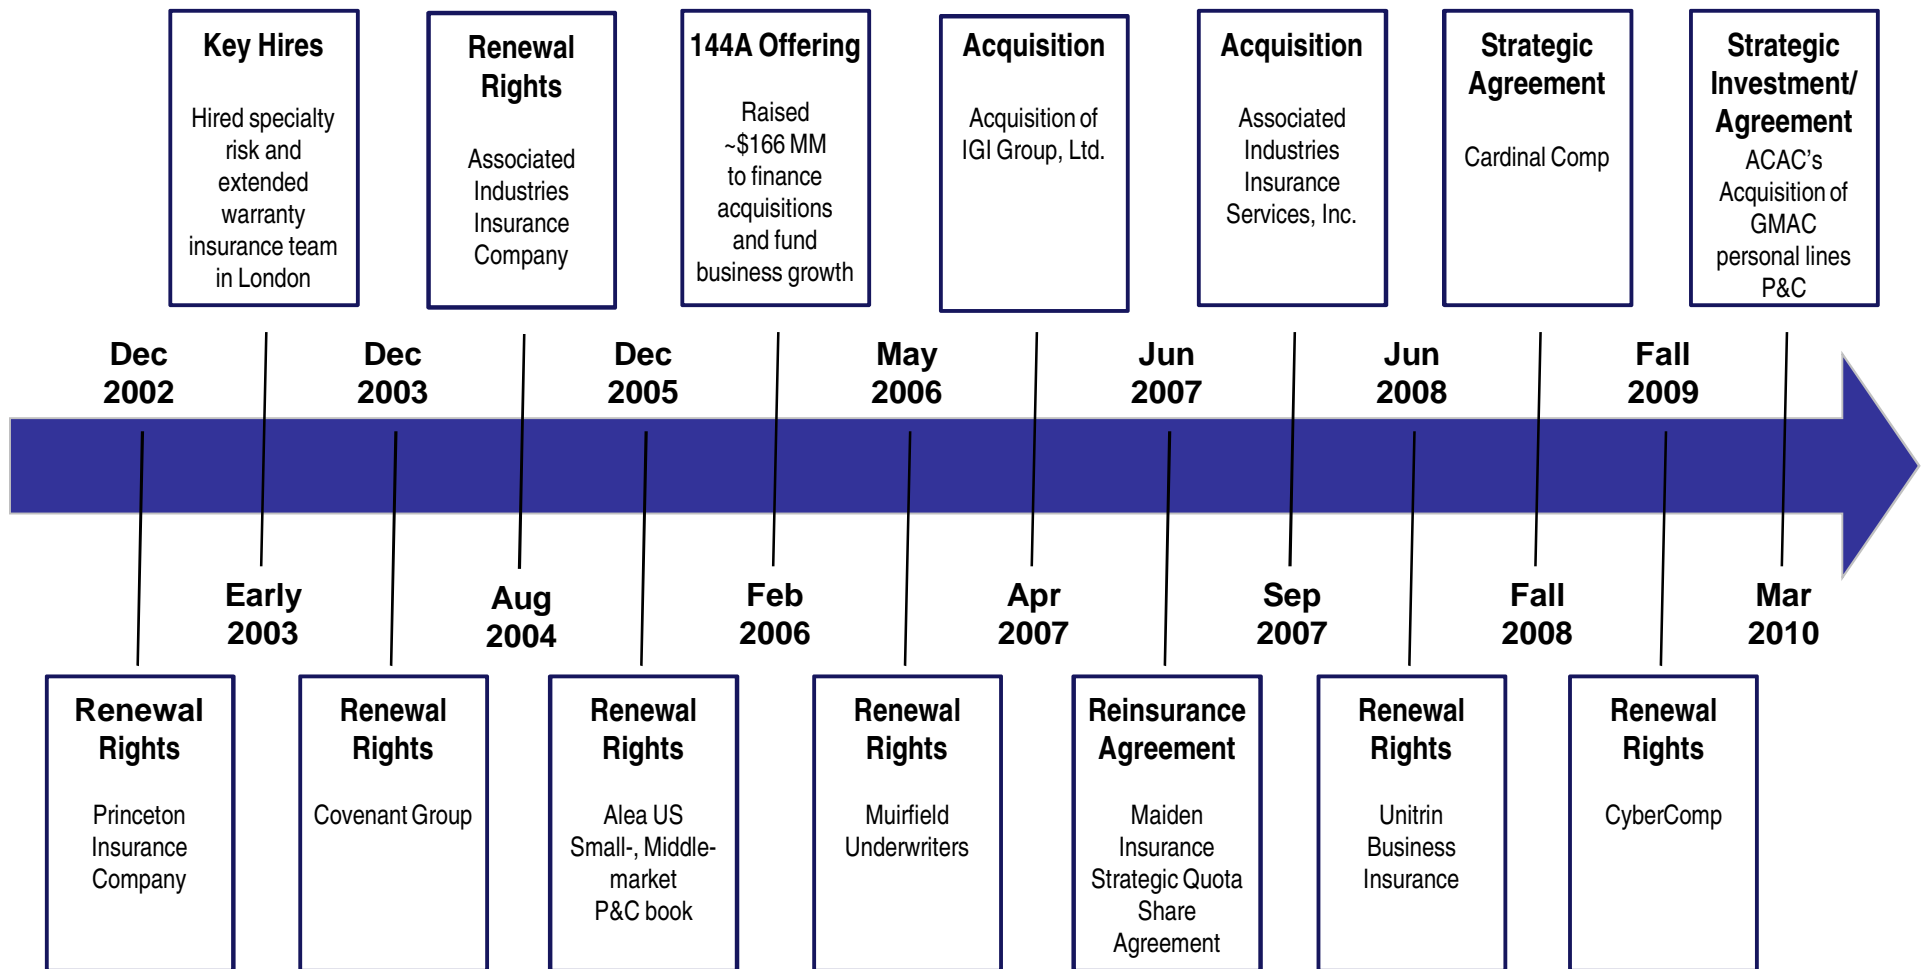 Key Hires
Hired specialty
risk and
extended
warranty
insurance team
in London
Renewal
Rights
Associated
Industries
Insurance
Company
144A Offering
Raised
~$166 MM
to finance
acquisitions
and fund
business growth
Acquisition
Acquisition of
IGI Group, Ltd.
Acquisition
Associated
Industries
Insurance
Services, Inc.
Strategic
Agreement
Cardinal Comp
Strategic
Investment/
Agreement
ACAC’s
Acquisition of
GMAC
personal lines
P&C
Dec
2002
Dec
2003
Dec
2005
May
2006
Jun
2007
Jun
2008
Fall
2009
Early
2003
Aug
2004
Feb
2006
Apr
2007
Sep
2007
Fall
2008
Mar
2010
Renewal
Rights
Princeton
Insurance
Company
Renewal
Rights
Covenant Group
Renewal
Rights
Alea US
Small-, Middle-
market
P&C book
Renewal
Rights
Muirfield
Underwriters
Reinsurance
Agreement
Maiden
Insurance
Strategic Quota
Share
Agreement
Renewal
Rights
Unitrin
Business
Insurance
Renewal
Rights
CyberComp